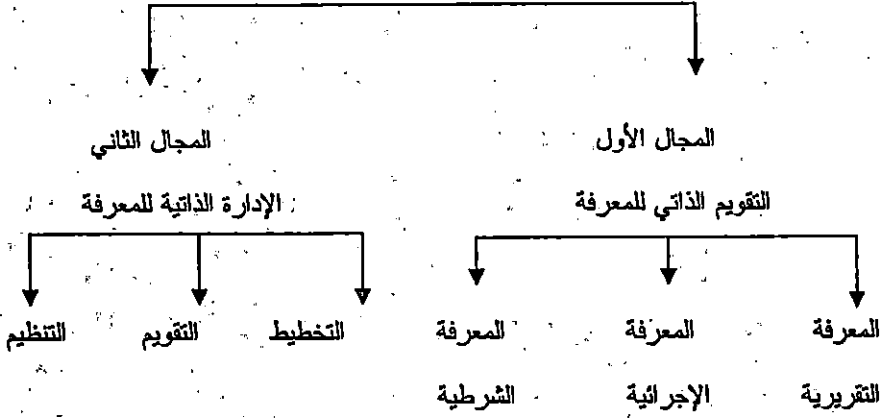 المجال الأول
المجال الثاني
التقويم الذاتي للمعرفة
الإدارة الذاتية للمعرفة
المعرفة
المعرفة
المعرفة
التخطيط
التقويم
التنظيم
التقريرية
الإجرائية
الشرطية